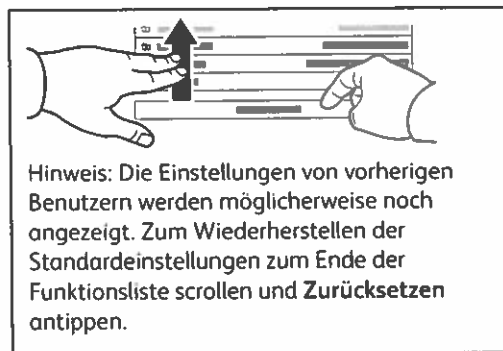 Hinweis: Die Einstellungen von vorherigen
Benutzern werden möglicherweise noch
angezeigt. Zum Wiederherstellen der
Standardeinstellungen zum Ende der
Funktionsliste scrollen und Zurücksetzen
antippen.